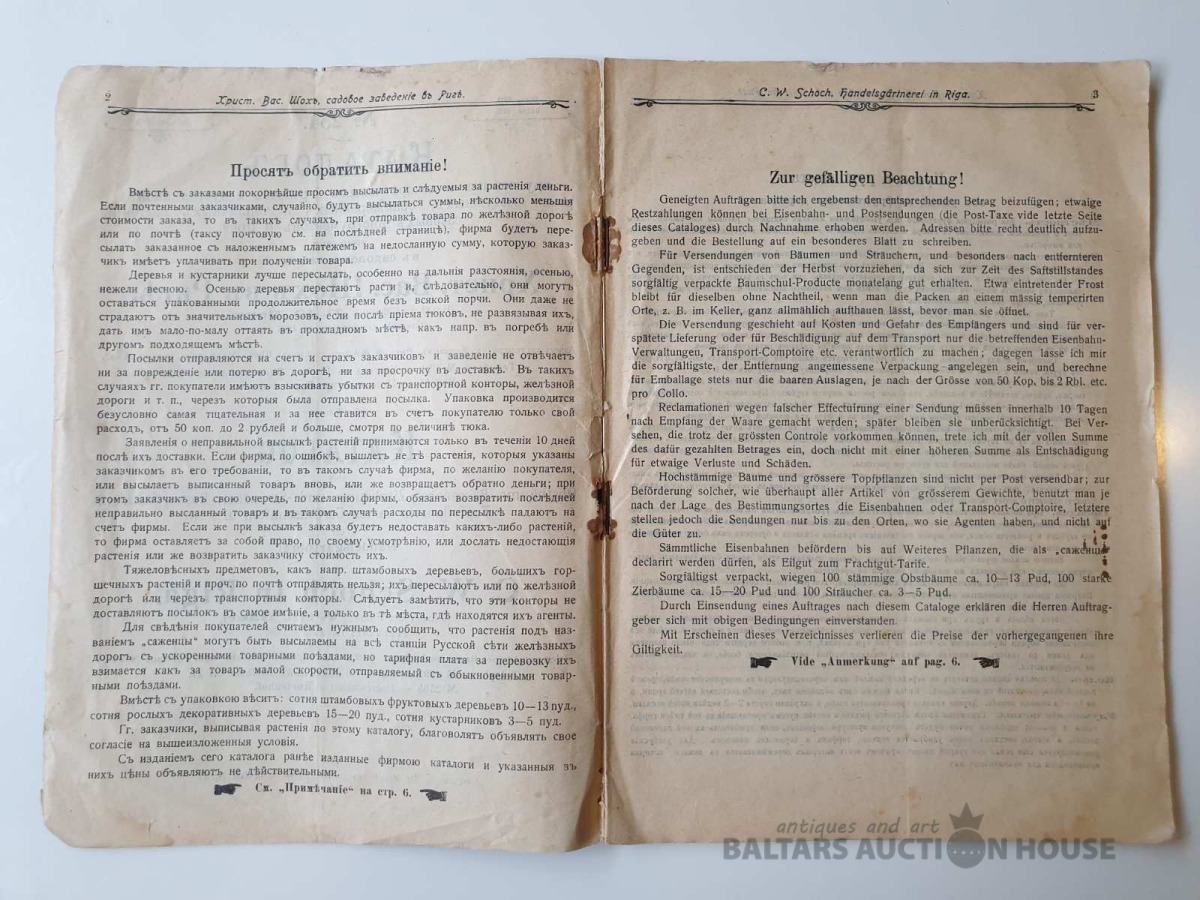 2
Христ. Вас. Шохъ, садовое заведеніе въ Ригѣ.
Просятъ обратить вниманіе!
Вмѣстѣ съ заказами покорнѣйше просимъ высылать и слѣдуемыя за растенія деньги.
Если почтенными заказчиками, случайно, будутъ высылаться суммы, нѣсколько меньшія
стоимости заказа, то въ такихъ случаяхъ, при отправкѣ товара по желѣзной дорогѣ
или по почтѣ (таксу почтовую см. на послѣдней страницѣ), фирма будетъ пере-
сылать заказанное съ наложеннымъ платежемъ на недосланную сумму, которую заказ-
чикъ имѣетъ уплачивать при полученіи товара.
Деревья и кустарники лучше пересылать, особенно на дальнія разстоянія, осенью,
нежели весною. Осенью деревья перестаютъ расти и, слѣдовательно, они могутъ
оставаться упакованными продолжительное время безъ всякой порчи. Они даже не
страдаютъ отъ значительныхъ морозовъ, если послѣ пріема тюковъ, не развязывая ихъ,
дать имъ мало-по-малу оттаять въ прохладномъ мѣстѣ, какъ напр. въ погребѣ или
другомъ подходящемъ мѣстѣ.
Посылки отправляются на счетъ и страхъ заказчиковъ и заведеніе не отвѣчаетъ
ни за поврежденіе или потерю въ дорогѣ, ни за просрочку въ доставкѣ. Въ такихъ
случаяхъ гг. покупатели имѣютъ взыскивать убытки съ транспортной конторы, желѣзной
дороги и т. п., черезъ которыя была отправлена посылка. Упаковка производится
безусловно самая тщательная и за нее ставится въ счетъ покупателю только свой
расходъ, отъ 50 коп. до 2 рублей и больше, смотря по величинѣ тюка.
Заявленія о неправильной высылкѣ растеній принимаются только въ теченіи 10 дней
послѣ ихъ доставки. Если фирма, по ошибкѣ, вышлетъ не тѣ растенія, которыя указаны
заказчикомъ въ его требованіи, то въ такомъ случаѣ фирма, по желанію покупателя,
или высылаетъ выписанный товаръ вновь, или же возвращаетъ обратно деньги; при
этомъ заказчикъ въ свою очередь, по желанію фирмы, обязанъ возвратить послѣдней
неправильно высланный товаръ и въ такомъ случаѣ расходы по пересылкѣ падаютъ на
счетъ фирмы. Если же при высылкѣ заказа будетъ недоставать какихъ-либо растеній,
то фирма оставляетъ за собой право, по своему усмотрѣнію, или дослать недостающія
растенія или же возвратить заказчику стоимость ихъ.
Тяжеловѣсныхъ предметовъ, какъ напр. штамбовыхъ деревьевъ, большихъ гор-
шечныхъ растеній и проч. по почтѣ отправлять нельзя; ихъ пересылаютъ или по желѣзной
дорогѣ или черезъ транспортныя конторы. Слѣдуетъ замѣтить, что эти конторы не
доставляютъ посылокъ въ самое имѣніе, а только въ тѣ мѣста, гдѣ находятся ихъ агенты.
Для свѣдѣнія покупателей считаемъ нужнымъ сообщить, что растенія подъ наз-
ваніемъ „саженцы“ могутъ быть высылаемы на всѣ станціи Русской сѣти желѣзныхъ
дорогъ съ ускоренными товарными поѣздами, но тарифная плата за перевозку ихъ
взимается какъ за товаръ малой скорости, отправляемый съ обыкновенными товар-
ными поѣздами.
Вмѣстѣ съ упаковкою вѣситъ: сотня штамбовыхъ фруктовыхъ деревьевъ 10—13 пуд.,
сотня рослыхъ декоративныхъ деревьевъ 15—20 пуд., сотня кустарниковъ 3—5 пуд.
Гг. заказчики, выписывая растенія по этому каталогу, благоволятъ объявлять свое
согласіе на вышеизложенныя условія.
Съ изданіемъ сего каталога ранѣе изданные фирмою каталоги и указанныя въ
нихъ цѣны объявляютъ не дѣйствительными.
См. „Примѣчаніе“ на стр. 6.
C. W. Schoch, Handelsgärtnerei in Riga.
3
Zur gefälligen Beachtung!
Geneigten Aufträgen bitte ich ergebenst den entsprechenden Betrag beizufügen; etwaige
Restzahlungen können bei Eisenbahn- und Postsendungen (die Post-Taxe vide letzte Seite
dieses Cataloges) durch Nachnahme erhoben werden. Adressen bitte recht deutlich aufzu-
geben und die Bestellung auf ein besonderes Blatt zu schreiben.
Für Versendungen von Bäumen und Sträuchern, und besonders nach entfernteren
Gegenden, ist entschieden der Herbst vorzuziehen, da sich zur Zeit des Saftstillstandes
sorgfältig verpackte Baumschul-Producte monatelang gut erhalten. Etwa eintretender Frost
bleibt für dieselben ohne Nachtheil, wenn man die Packen an einem mässig temperirten
Orte, z. B. im Keller, ganz allmählich aufthauen lässt, bevor man sie öffnet.
Die Versendung geschieht auf Kosten und Gefahr des Empfängers und sind für ver-
spätete Lieferung oder für Beschädigung auf dem Transport nur die betreffenden Eisenbahn-
Verwaltungen, Transport-Comptoire etc. verantwortlich zu machen; dagegen lasse ich mir
die sorgfältigste, der Entfernung angemessene Verpackung angelegen sein, und berechne
für Emballage stets nur die baaren Auslagen, je nach der Grösse von 50 Kop. bis 2 Rbl. etc.
pro Collo.
Reclamationen wegen falscher Effectuirung einer Sendung müssen innerhalb 10 Tagen
nach Empfang der Waare gemacht werden; später bleiben sie unberücksichtigt. Bei Ver-
sehen, die trotz der grössten Controle vorkommen können, trete ich mit der vollen Summe
des dafür gezahlten Betrages ein, doch nicht mit einer höheren Summe als Entschädigung
für etwaige Verluste und Schäden.
Hochstämmige Bäume und grössere Topfpflanzen sind nicht per Post versendbar; zur
Beförderung solcher, wie überhaupt aller Artikel von grösserem Gewichte, benutzt man je
nach der Lage des Bestimmungsortes die Eisenbahnen oder Transport-Comptoire, letztere
stellen jedoch die Sendungen nur bis zu den Orten, wo sie Agenten haben, und nicht auf
die Güter zu.
Sämmtliche Eisenbahnen befördern bis auf Weiteres Pflanzen, die als „саженцы“
declarirt werden dürfen, als Eilgut zum Frachtgut-Tarife.
Sorgfältigst verpackt, wiegen 100 stämmige Obstbäume ca. 10—13 Pud, 100 starke
Zierbäume ca. 15—20 Pud und 100 Sträucher ca. 3—5 Pud.
Durch Einsendung eines Auftrages nach diesem Cataloge erklären die Herren Auftrag-
geber sich mit obigen Bedingungen einverstanden.
Mit Erscheinen dieses Verzeichnisses verlieren die Preise der vorhergegangenen ihre
Giltigkeit.
Vide „Anmerkung“ auf pag. 6.
antiques and art
BALTARS AUCTION HOUSE